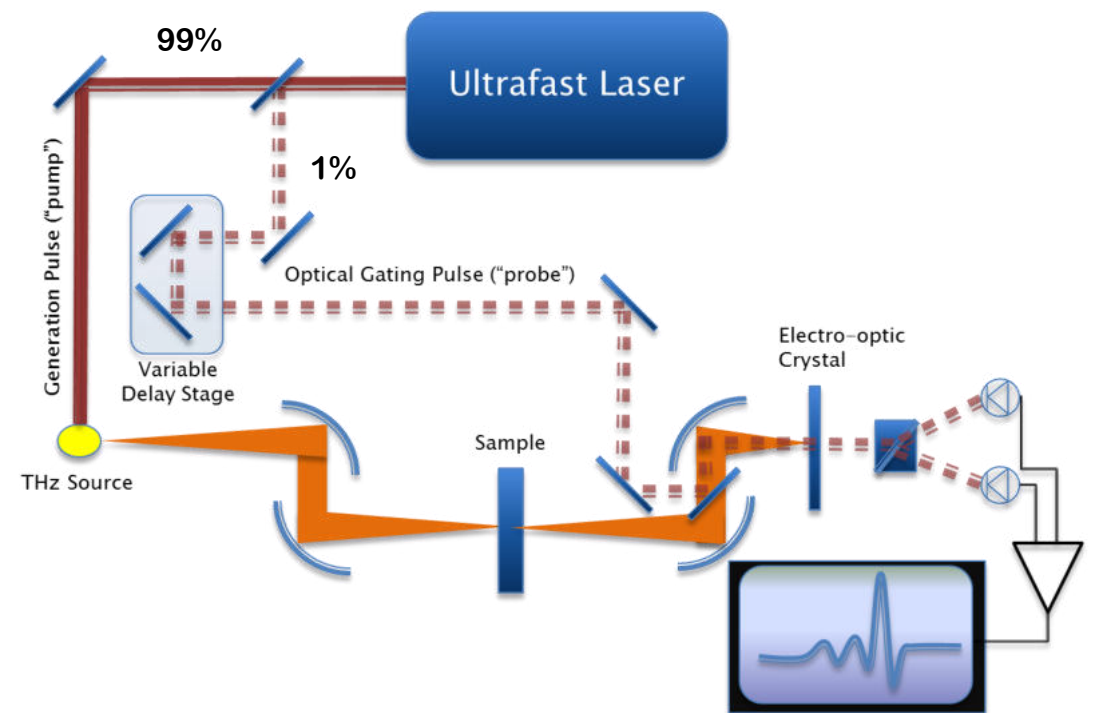 99%
Ultrafast Laser
1%
Generation Pulse (“pump”)
Optical Gating Pulse (“probe”)
Variable
Delay Stage
Electro-optic
Crystal
Sample
THz Source